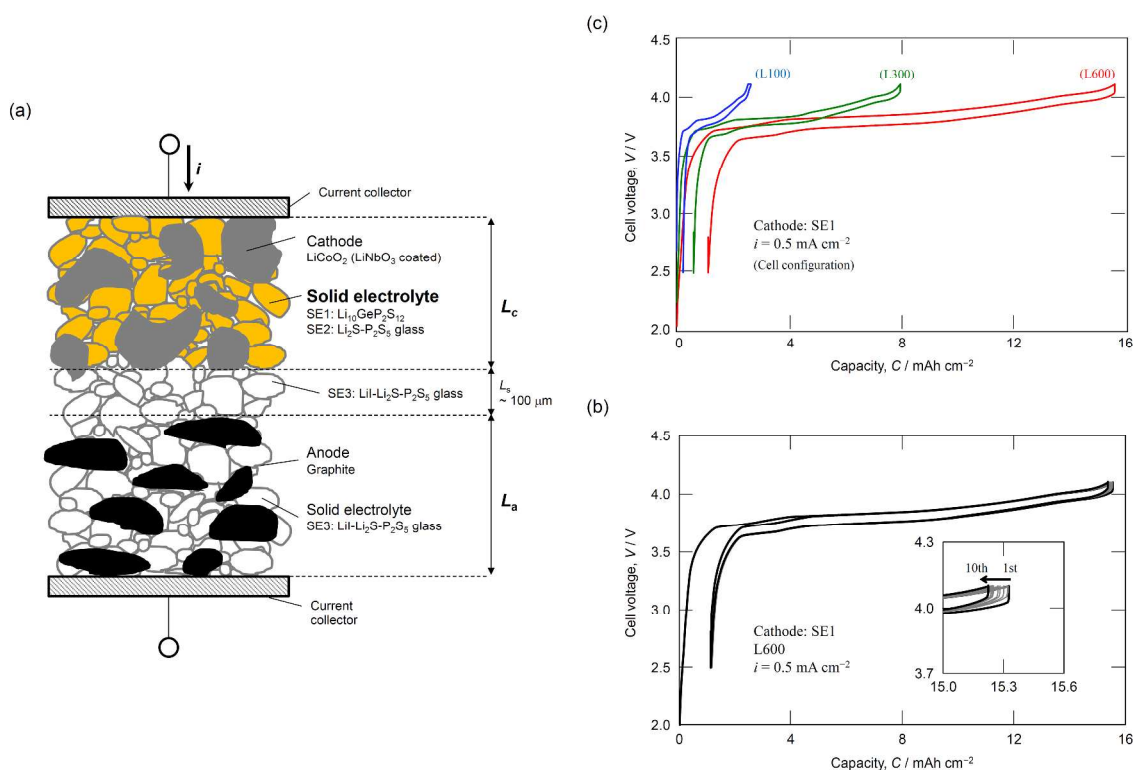 (a)
i
Current collector
Cathode
LiCoO₂ (LiNbO₃ coated)
Solid electrolyte
SE1: Li₁₀GeP₂S₁₂
SE2: Li₂S-P₂S₅ glass
Lc
SE3: LiI-Li₂S-P₂S₅ glass
Ls
~ 100 μm
Anode
Graphite
Solid electrolyte
SE3: LiI-Li₂S-P₂S₅ glass
La
Current
collector
(c)
4.5
4.0
3.5
3.0
2.5
2.0
Cell voltage, V / V
(L100)
(L300)
(L600)
Cathode: SE1
i = 0.5 mA cm⁻²
(Cell configuration)
0
4
8
12
16
Capacity, C / mAh cm⁻²
(b)
4.5
4.0
3.5
3.0
2.5
2.0
Cell voltage, V / V
Cathode: SE1
L600
i = 0.5 mA cm⁻²
4.3
4.0
3.7
10th 1st
15.0
15.3
15.6
0
4
8
12
16
Capacity, C / mAh cm⁻²